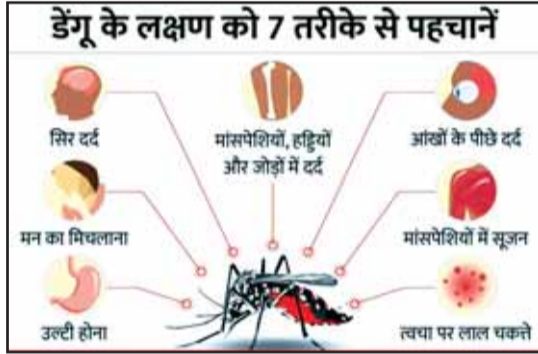 डेंगू के लक्षण को 7 तरीके से पहचानें
सिर दर्द
मांसपेशियों, हड्डियों
और जोड़ों में दर्द
आंखों के पीछे दर्द
मन का मिचलाना
मांसपेशियों में सूजन
उल्टी होना
त्वचा पर लाल चकत्ते